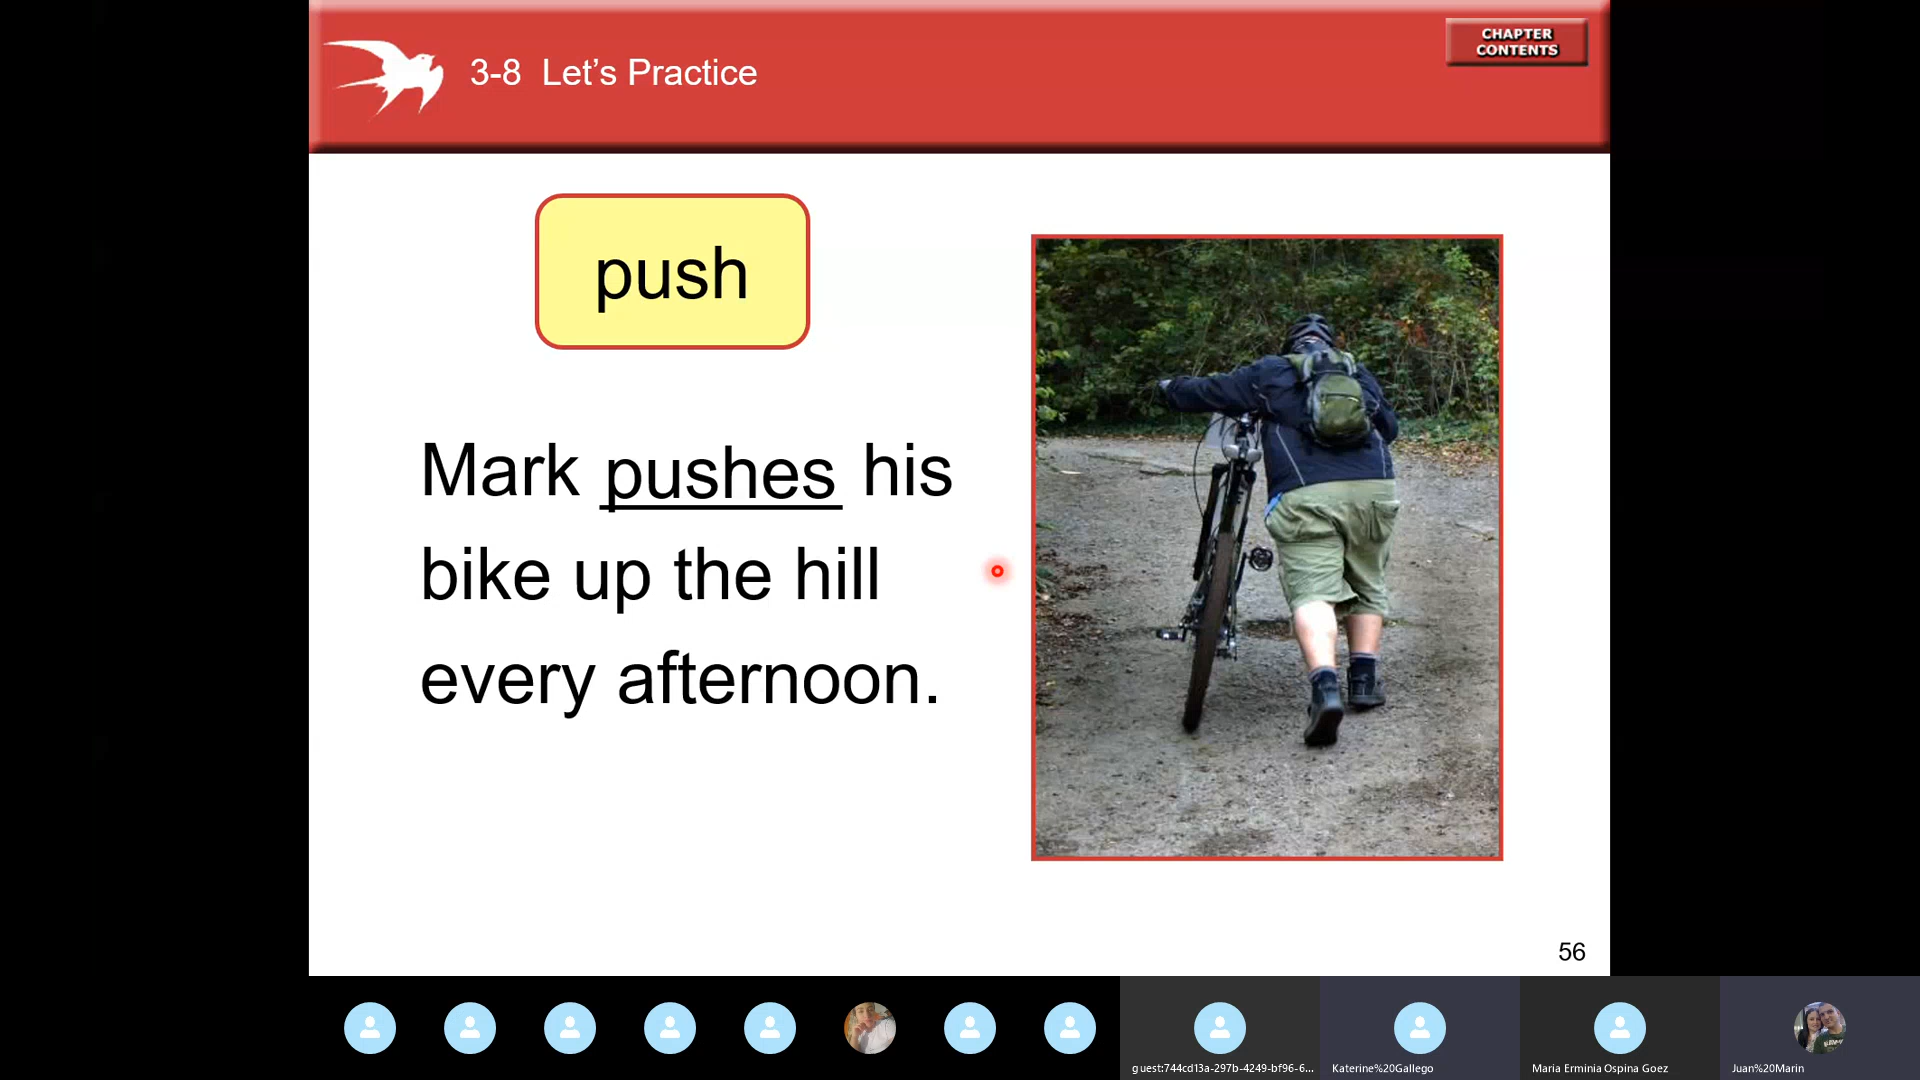 3-8 Let’s Practice
CHAPTER
CONTENTS
push
Mark pushes his
bike up the hill
every afternoon.
56
guest:744cd13a-297b-4249-bf96-6...
Katerine%20Gallego
Maria Erminia Ospina Goez
Juan%20Marin